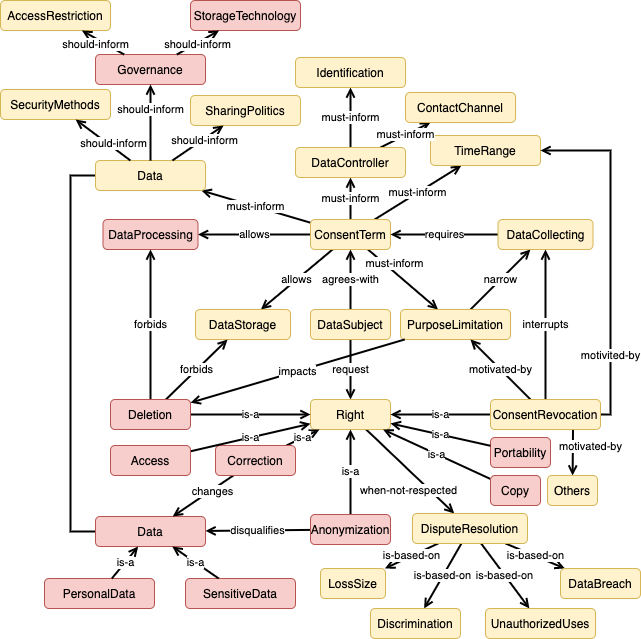 AccessRestriction
StorageTechnology
should-inform
should-inform
Governance
Identification
SecurityMethods
SharingPolitics
ContactChannel
should-inform
must-inform
should-inform
should-inform
must-inform
TimeRange
DataController
Data
must-inform
must-inform
must-inform
DataProcessing
allows
ConsentTerm
requires
DataCollecting
must-inform
allows
agrees-with
narrow
forbids
DataStorage
DataSubject
PurposeLimitation
interrupts
motivited-by
forbids
impacts
request
motivated-by
Deletion
is-a
Right
is-a
ConsentRevocation
is-a
is-a
is-a
motivated-by
Access
Correction
is-a
Portability
is-a
changes
when-not-respected
Copy
Others
Data
disqualifies
Anonymization
DisputeResolution
is-a
is-a
is-based-on
is-based-on
is-based-on
is-based-on
PersonalData
SensitiveData
LossSize
DataBreach
Discrimination
UnauthorizedUses